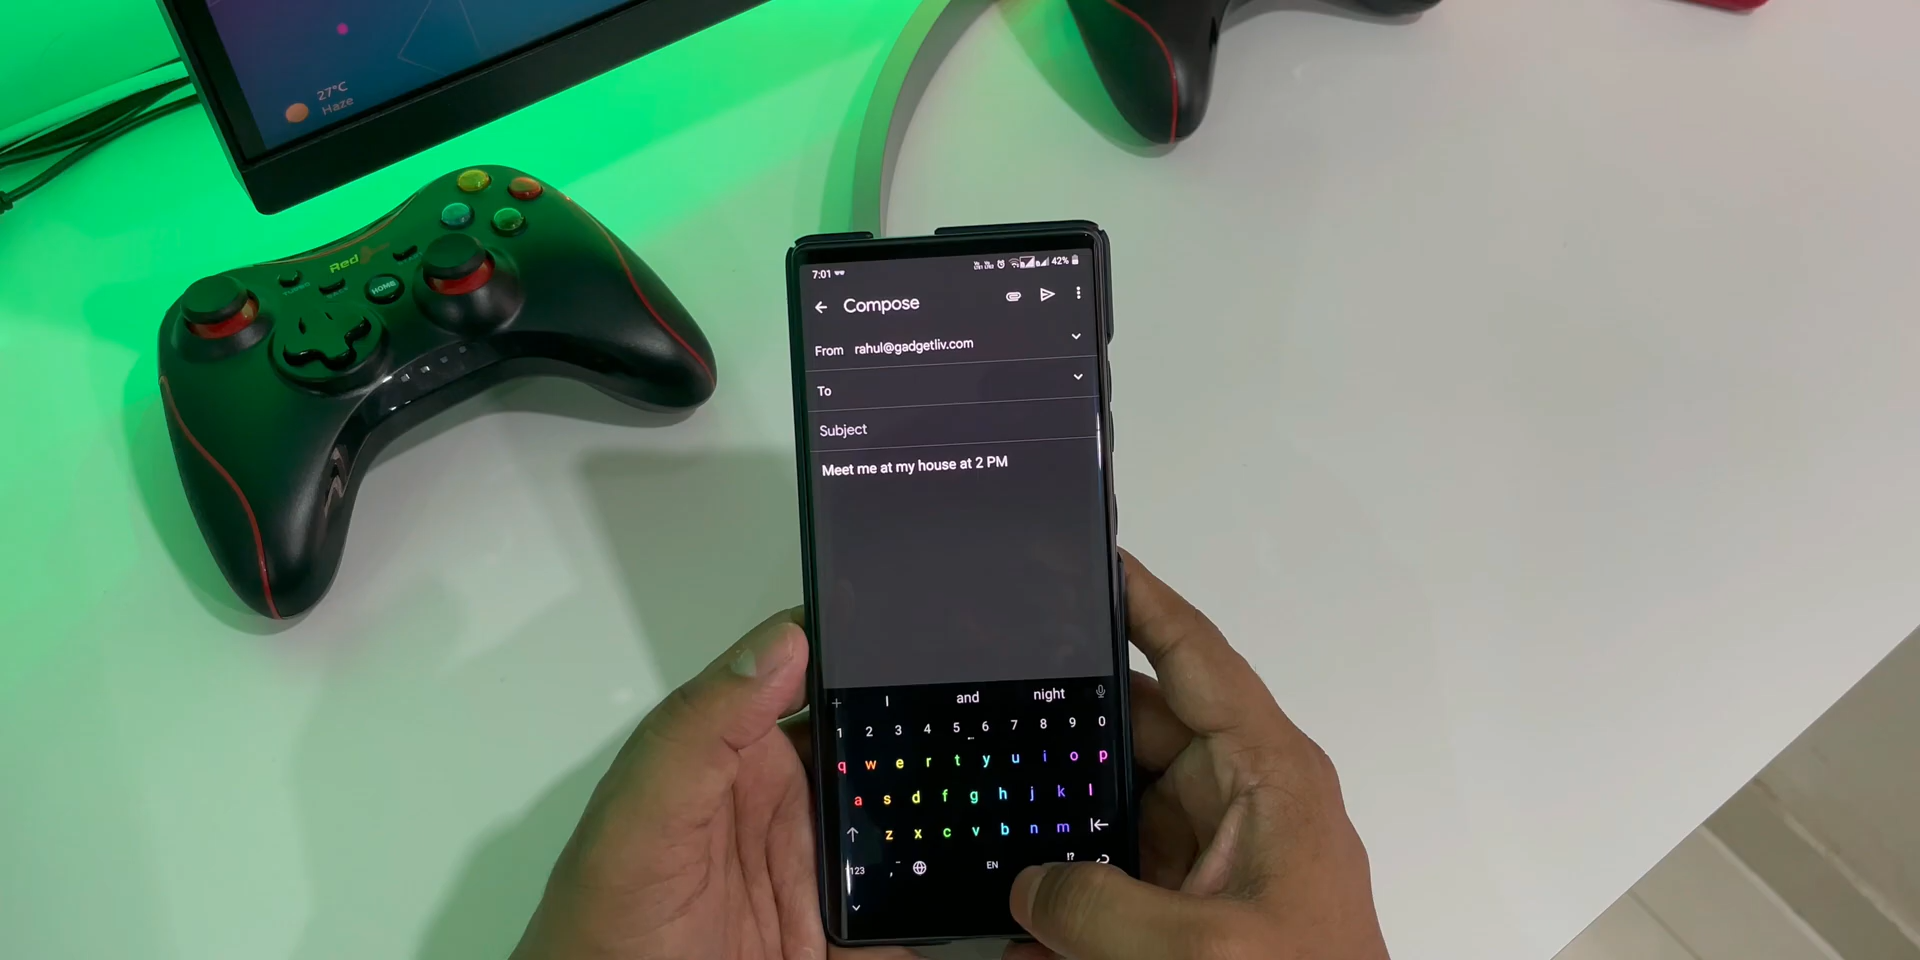 27°C
Haze
Red
HOME
7:01
42%
Compose
From rahul@gadgetliv.com
To
Subject
Meet me at my house at 2 PM
I and night
1 2 3 4 5 6 7 8 9 0
q w e r t y u i o p
a s d f g h j k l
z x c v b n m
123 , EN !?